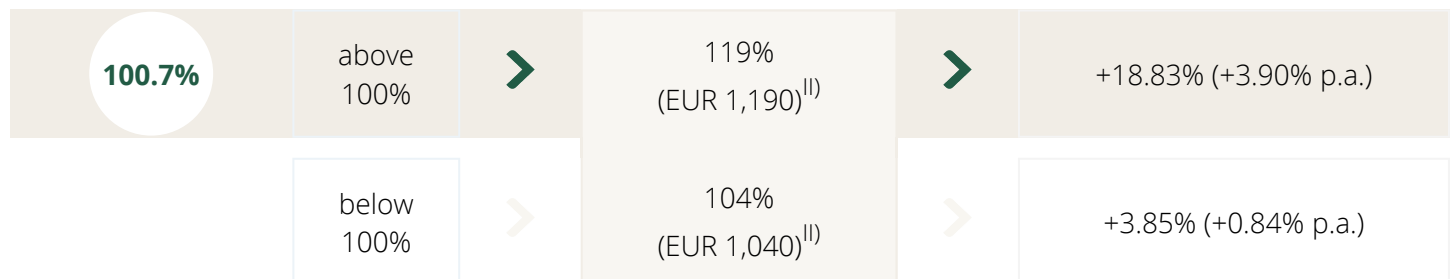 100.7%
above
100%
119%
(EUR 1,190)II)
+18.83% (+3.90% p.a.)
below
100%
104%
(EUR 1,040)II)
+3.85% (+0.84% p.a.)